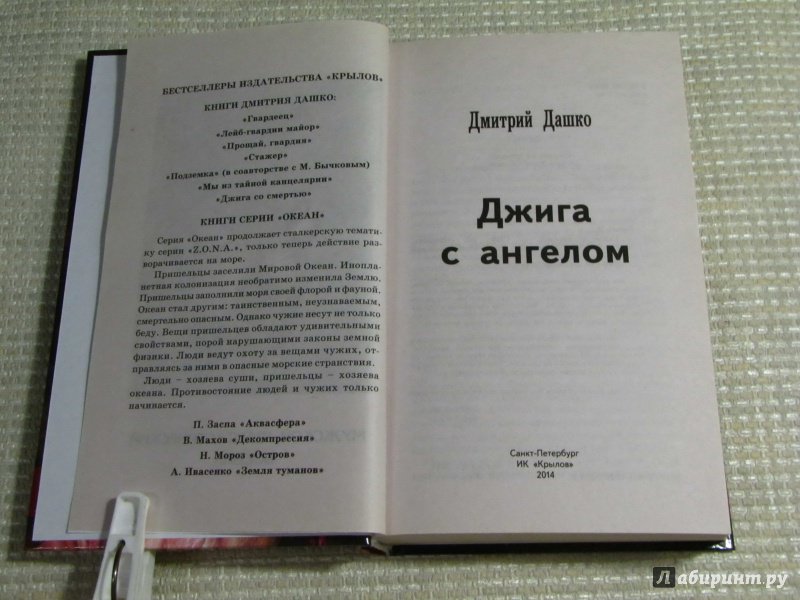 БЕСТСЕЛЛЕРЫ ИЗДАТЕЛЬСТВА «КРЫЛОВ»
КНИГИ ДМИТРИЯ ДАШКО:
«Гвардеец»
«Лейб-гвардии майор»
«Прощай, гвардия»
«Стажер»
«Подземка» (в соавторстве с М. Бычковым)
«Мы из тайной канцелярии»
«Джига со смертью»
КНИГИ СЕРИИ «ОКЕАН»
Серия «Океан» продолжает сталкерскую темати-
ку серии «Z.O.N.A.», только теперь действие раз-
ворачивается на море.
Пришельцы заселили Мировой Океан. Инопла-
нетная колонизация необратимо изменила Землю.
Пришельцы заполнили моря своей флорой и фауной.
Океан стал другим: таинственным, неузнаваемым,
смертельно опасным. Однако чужие несут не только
беду. Вещи пришельцев обладают удивительными
свойствами, порой нарушающими законы земной
физики. Люди ведут охоту за вещами чужих, от-
правляясь за ними в опасные морские странствия.
Люди – хозяева суши, пришельцы – хозяева
океана. Противостояние людей и чужих только
начинается.
П. Заспа «Аквасфера»
В. Махов «Декомпрессия»
Н. Мороз «Остров»
А. Ивасенко «Земля туманов»
Дмитрий Дашко
Джига
с ангелом
Санкт-Петербург
ИК «Крылов»
2014
Лабиринт.ру